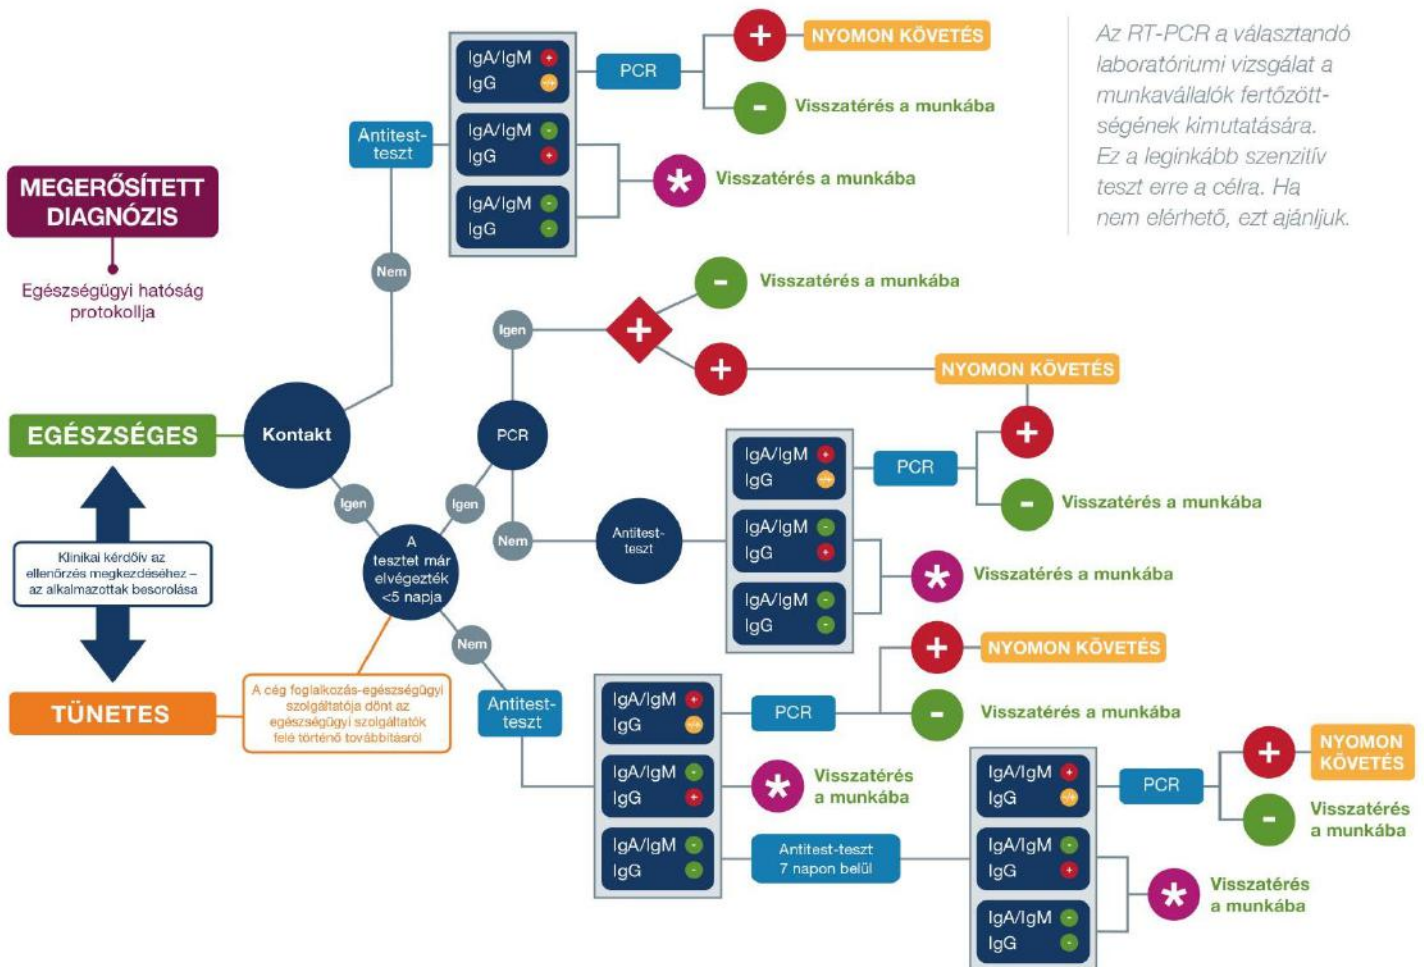 Az RT-PCR a választandó
laboratóriumi vizsgálat a
munkavállalók fertőzött-
ségének kimutatására.
Ez a leginkább szenzitív
teszt erre a célra. Ha
nem elérhető, ezt ajánljuk.
MEGERŐSÍTETT
DIAGNÓZIS
Egészségügyi hatóság
protokollja
EGÉSZSÉGES
Klinikai kérdőív az
ellenőrzés megkezdéséhez –
az alkalmazottak besorolása
TÜNETES
A cég foglalkozás-egészségügyi
szolgáltatója dönt az
egészségügyi szolgáltatók
felé történő továbbításról
Kontakt
Nem
Antitest-
teszt
IgA/IgM +
IgG -/+
IgA/IgM -
IgG +
IgA/IgM -
IgG -
PCR
+ NYOMON KÖVETÉS
- Visszatérés a munkába
* Visszatérés a munkába
Igen
A
tesztet már
elvégezték
<5 napja
Igen
PCR
Igen
+
- Visszatérés a munkába
+ NYOMON KÖVETÉS
Nem
Antitest-
teszt
IgA/IgM +
IgG -/+
IgA/IgM -
IgG +
IgA/IgM -
IgG -
PCR
+
- Visszatérés a munkába
* Visszatérés a munkába
Nem
Antitest-
teszt
IgA/IgM +
IgG -/+
IgA/IgM -
IgG +
IgA/IgM -
IgG -
PCR
+ NYOMON KÖVETÉS
- Visszatérés a munkába
* Visszatérés
a munkába
Antitest-teszt
7 napon belül
IgA/IgM +
IgG -/+
IgA/IgM -
IgG +
IgA/IgM -
IgG -
PCR
+ NYOMON
KÖVETÉS
- Visszatérés
a munkába
* Visszatérés
a munkába